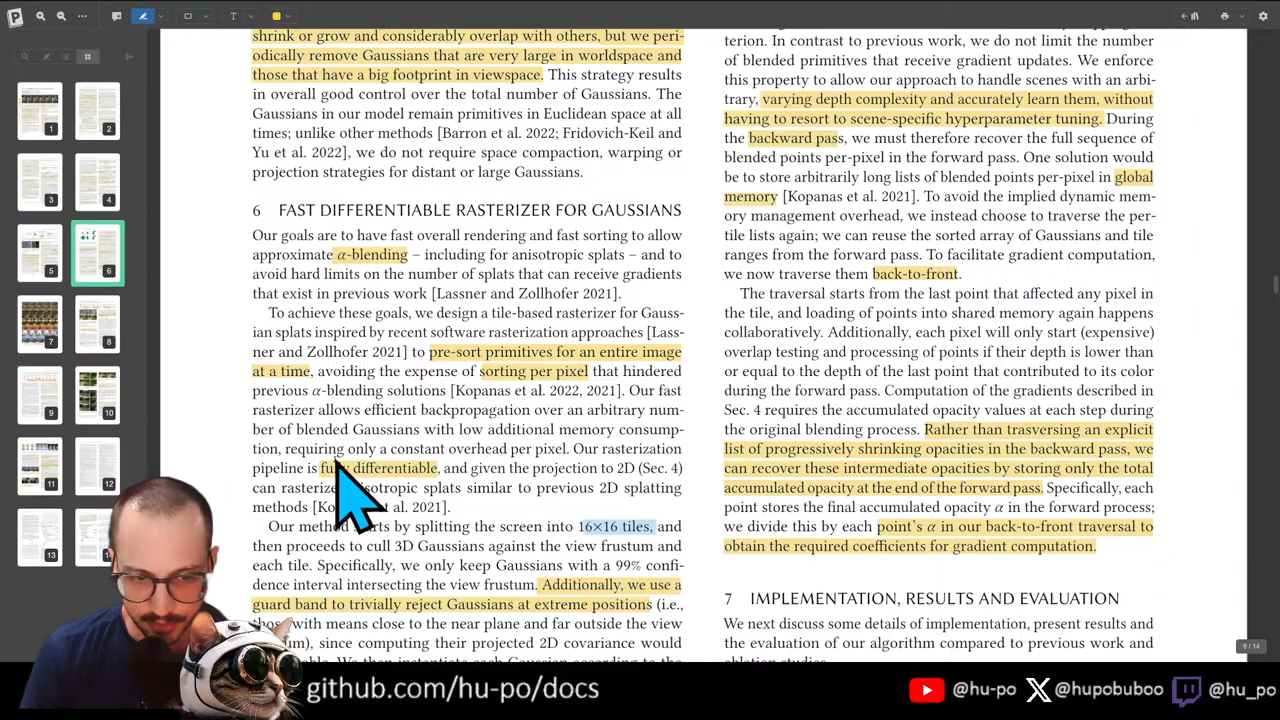 shrink or grow and considerably overlap with others, but we peri-
odically remove Gaussians that are very large in worldspace and
those that have a big footprint in viewspace. This strategy results
in overall good control over the total number of Gaussians. The
Gaussians in our model remain primitives in Euclidean space at all
times; unlike other methods [Barron et al. 2022; Fridovich-Keil and
Yu et al. 2022], we do not require space compaction, warping or
projection strategies for distant or large Gaussians.
6 FAST DIFFERENTIABLE RASTERIZER FOR GAUSSIANS
Our goals are to have fast overall rendering and fast sorting to allow
approximate α-blending – including for anisotropic splats – and to
avoid hard limits on the number of splats that can receive gradients
that exist in previous work [Lassner and Zollhofer 2021].
To achieve these goals, we design a tile-based rasterizer for Gauss-
ian splats inspired by recent software rasterization approaches [Lass-
ner and Zollhofer 2021] to pre-sort primitives for an entire image
at a time, avoiding the expense of sorting per pixel that hindered
previous α-blending solutions [Kopanas et al. 2022, 2021]. Our fast
rasterizer allows efficient backpropagation over an arbitrary num-
ber of blended Gaussians with low additional memory consump-
tion, requiring only a constant overhead per pixel. Our rasterization
pipeline is fully differentiable, and given the projection to 2D (Sec. 4)
can rasterize anisotropic splats similar to previous 2D splatting
methods [Kopanas et al. 2021]
Our method starts by splitting the screen into 16×16 tiles, and
then proceeds to cull 3D Gaussians against the view frustum and
each tile. Specifically, we only keep Gaussians with a 99% confi-
dence interval intersecting the view frustum. Additionally, we use a
guard band to trivially reject Gaussians at extreme positions (i.e.,
those with means close to the near plane and far outside the view
since computing their projected 2D covariance would
terion. In contrast to previous work, we do not limit the number
of blended primitives that receive gradient updates. We enforce
this property to allow our approach to handle scenes with an arbi-
trary, varying depth complexity and accurately learn them, without
having to resort to scene-specific hyperparameter tuning. During
the backward pass, we must therefore recover the full sequence of
blended points per-pixel in the forward pass. One solution would
be to store arbitrarily long lists of blended points per-pixel in global
memory [Kopanas et al. 2021]. To avoid the implied dynamic mem-
ory management overhead, we instead choose to traverse the per-
tile lists again; we can reuse the sorted array of Gaussians and tile
ranges from the forward pass. To facilitate gradient computation,
we now traverse them back-to-front.
The traversal starts from the last point that affected any pixel in
the tile, and loading of points into shared memory again happens
collaboratively. Additionally, each pixel will only start (expensive)
overlap testing and processing of points if their depth is lower than
or equal to the depth of the last point that contributed to its color
during the forward pass. Computation of the gradients described in
Sec. 4 requires the accumulated opacity values at each step during
the original blending process. Rather than trasversing an explicit
list of progressively shrinking opacities in the backward pass, we
can recover these intermediate opacities by storing only the total
accumulated opacity at the end of the forward pass. Specifically, each
point stores the final accumulated opacity α in the forward process;
we divide this by each point's α in our back-to-front traversal to
obtain the required coefficients for gradient computation.
7 IMPLEMENTATION, RESULTS AND EVALUATION
We next discuss some details of implementation, present results and
the evaluation of our algorithm compared to previous work and
ablation studies.
1
2
3
4
5
6
7
8
9
10
11
12
13
6 / 14
github.com/hu-po/docs
@hu-po
@hupobuboo
@hu_po